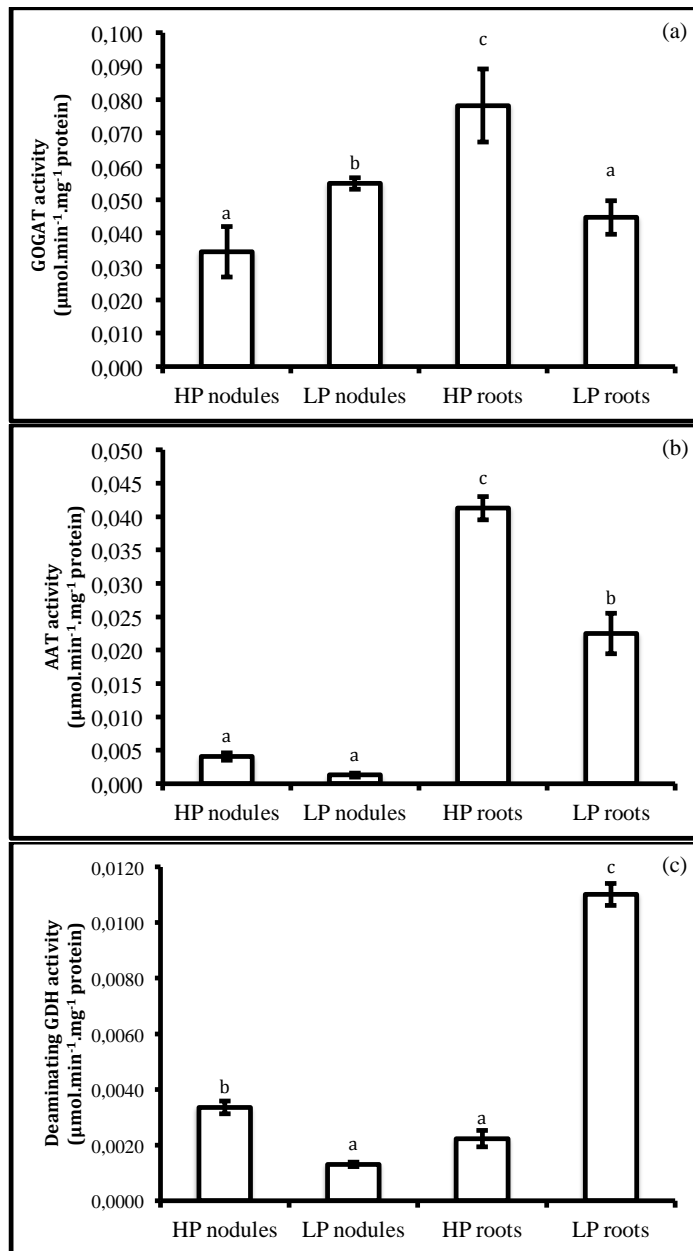 (a)
GOGAT activity
(µmol.min⁻¹.mg⁻¹ protein)
0,100
0,090
0,080
0,070
0,060
0,050
0,040
0,030
0,020
0,010
0,000
a
b
c
a
HP nodules LP nodules HP roots LP roots
(b)
AAT activity
(µmol.min⁻¹.mg⁻¹ protein)
0,050
0,045
0,040
0,035
0,030
0,025
0,020
0,015
0,010
0,005
0,000
a
a
c
b
HP nodules LP nodules HP roots LP roots
(c)
Deaminating GDH activity
(µmol.min⁻¹.mg⁻¹ protein)
0,0120
0,0100
0,0080
0,0060
0,0040
0,0020
0,0000
b
a
a
c
HP nodules LP nodules HP roots LP roots